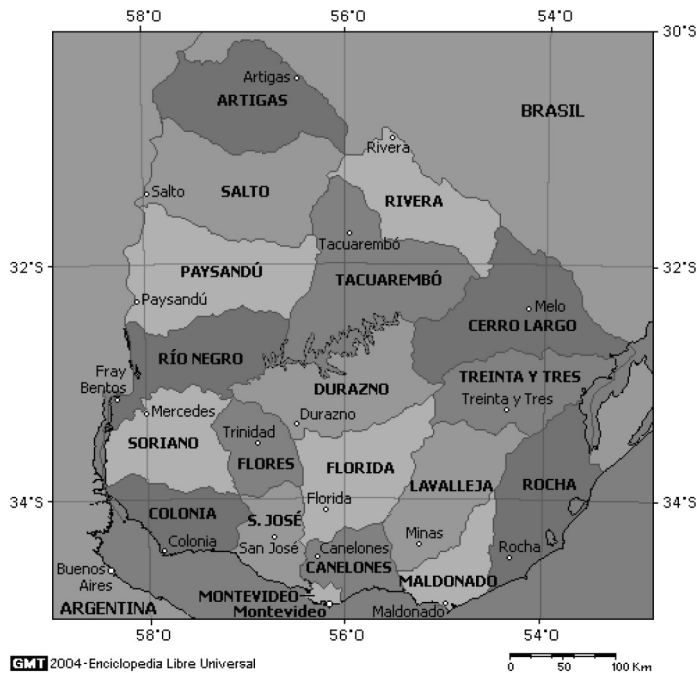 58°O 56°O 54°O
30°S
Artigas
ARTIGAS
BRASIL
Rivera
Salto
SALTO
RIVERA
Tacuarembó
32°S
PAYSANDÚ
TACUAREMBÓ
32°S
Paysandú
Melo
CERRO LARGO
RÍO NEGRO
Fray
Bentos
DURAZNO
TREINTA Y TRES
Treinta y Tres
Mercedes
Durazno
SORIANO
Trinidad
FLORES
FLORIDA
LAVALLEJA
ROCHA
34°S
Florida
34°S
COLONIA
S. JOSÉ
Colonia
San José
Minas
Canelones
CANELONES
Rocha
Buenos
Aires
MALDONADO
MONTEVIDEO
Montevideo
Maldonado
ARGENTINA
58°O 56°O 54°O
GMT 2004-Enciclopedia Libre Universal
0 50 100 Km